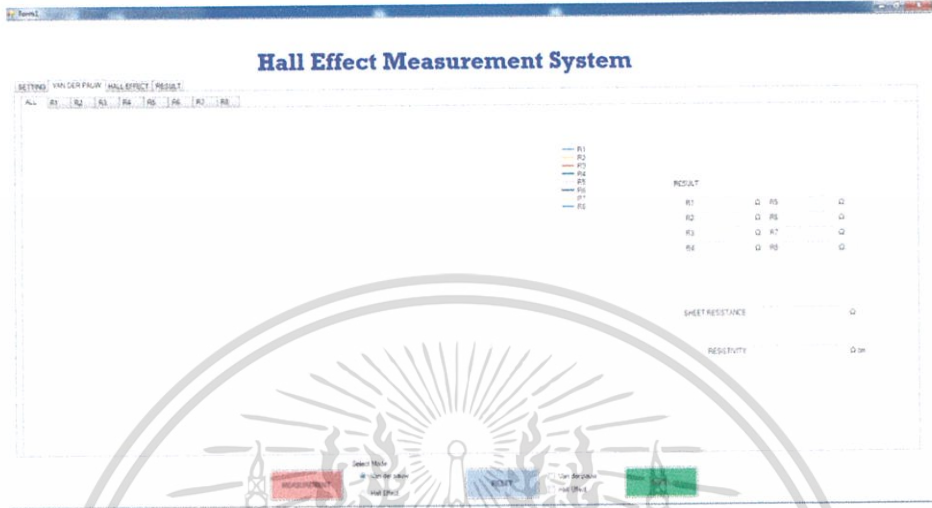 Form1
Hall Effect Measurement System
SETTING VAN DER PAUW HALL EFFECT RESULT
ALL R1 R2 R3 R4 R5 R6 R7 R8
R1
R2
R3
R4
R5
R6
R7
R8
RESULT
R1 Ω R5 Ω
R2 Ω R6 Ω
R3 Ω R7 Ω
R4 Ω R8 Ω
SHEET RESISTANCE Ω
RESISTIVITY Ω cm
Select Mode
MEASUREMENT
Van der pauw
Hall Effect
RESET
Van der pauw
Hall Effect